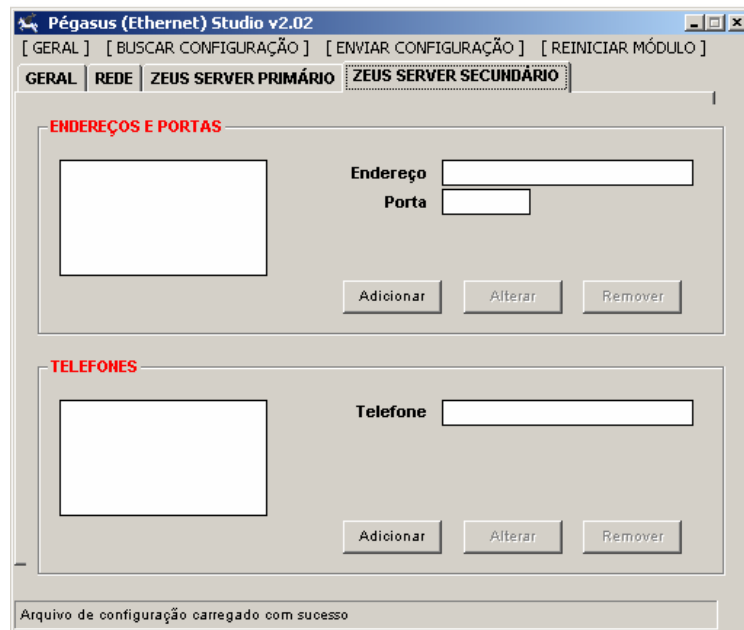 Pégasus (Ethernet) Studio v2.02
[ GERAL ] [ BUSCAR CONFIGURAÇÃO ] [ ENVIAR CONFIGURAÇÃO ] [ REINICIAR MÓDULO ]
GERAL REDE ZEUS SERVER PRIMÁRIO ZEUS SERVER SECUNDÁRIO
ENDEREÇOS E PORTAS
Endereço
Porta
Adicionar Alterar Remover
TELEFONES
Telefone
Adicionar Alterar Remover
Arquivo de configuração carregado com sucesso